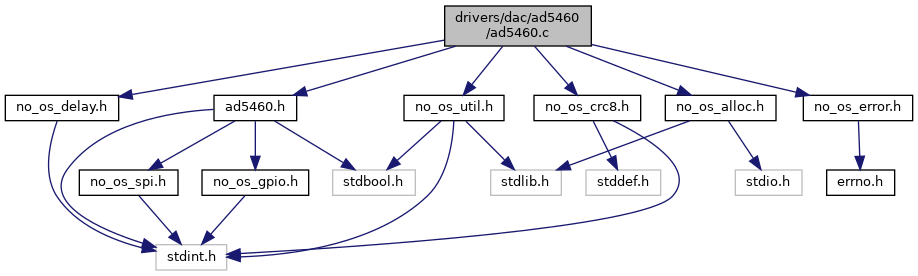 drivers/dac/ad5460
/ad5460.c
no_os_delay.h
ad5460.h
no_os_util.h
no_os_crc8.h
no_os_alloc.h
no_os_error.h
no_os_spi.h
no_os_gpio.h
stdbool.h
stdlib.h
stddef.h
stdio.h
errno.h
stdint.h